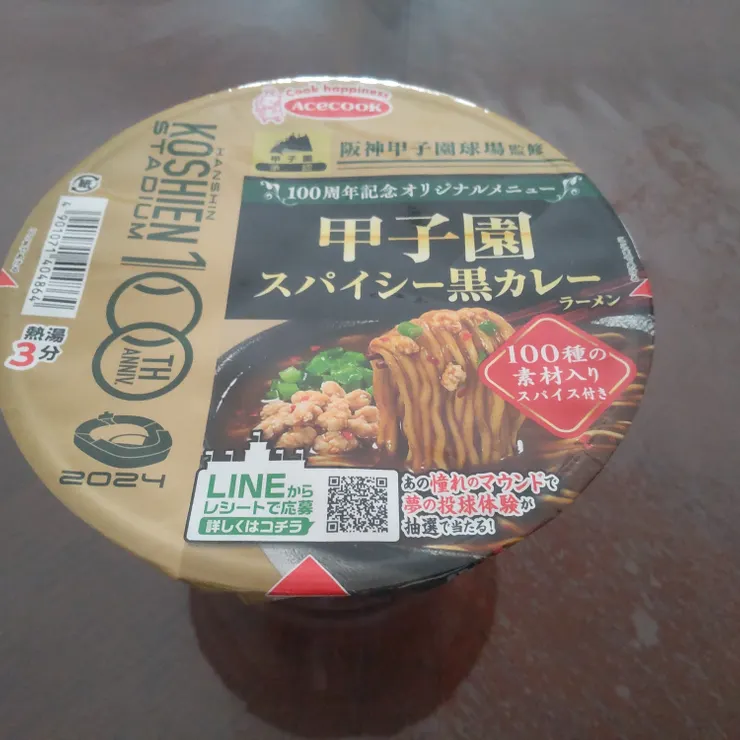 Cook happiness
ACECOOK
甲子園
阪神甲子園球場監修
100周年記念オリジナルメニュー
甲子園
スパイシー黒カレー
ラーメン
100種の
素材入り
スパイス付き
HANSHIN
KOSHIEN
STADIUM
100TH
ANNIV.
2024
紙
4 901071 404864
熱湯
3分
LINEから
レシートで応募
詳しくはコチラ
あの憧れのマウンドで
夢の投球体験が
抽選で当たる!